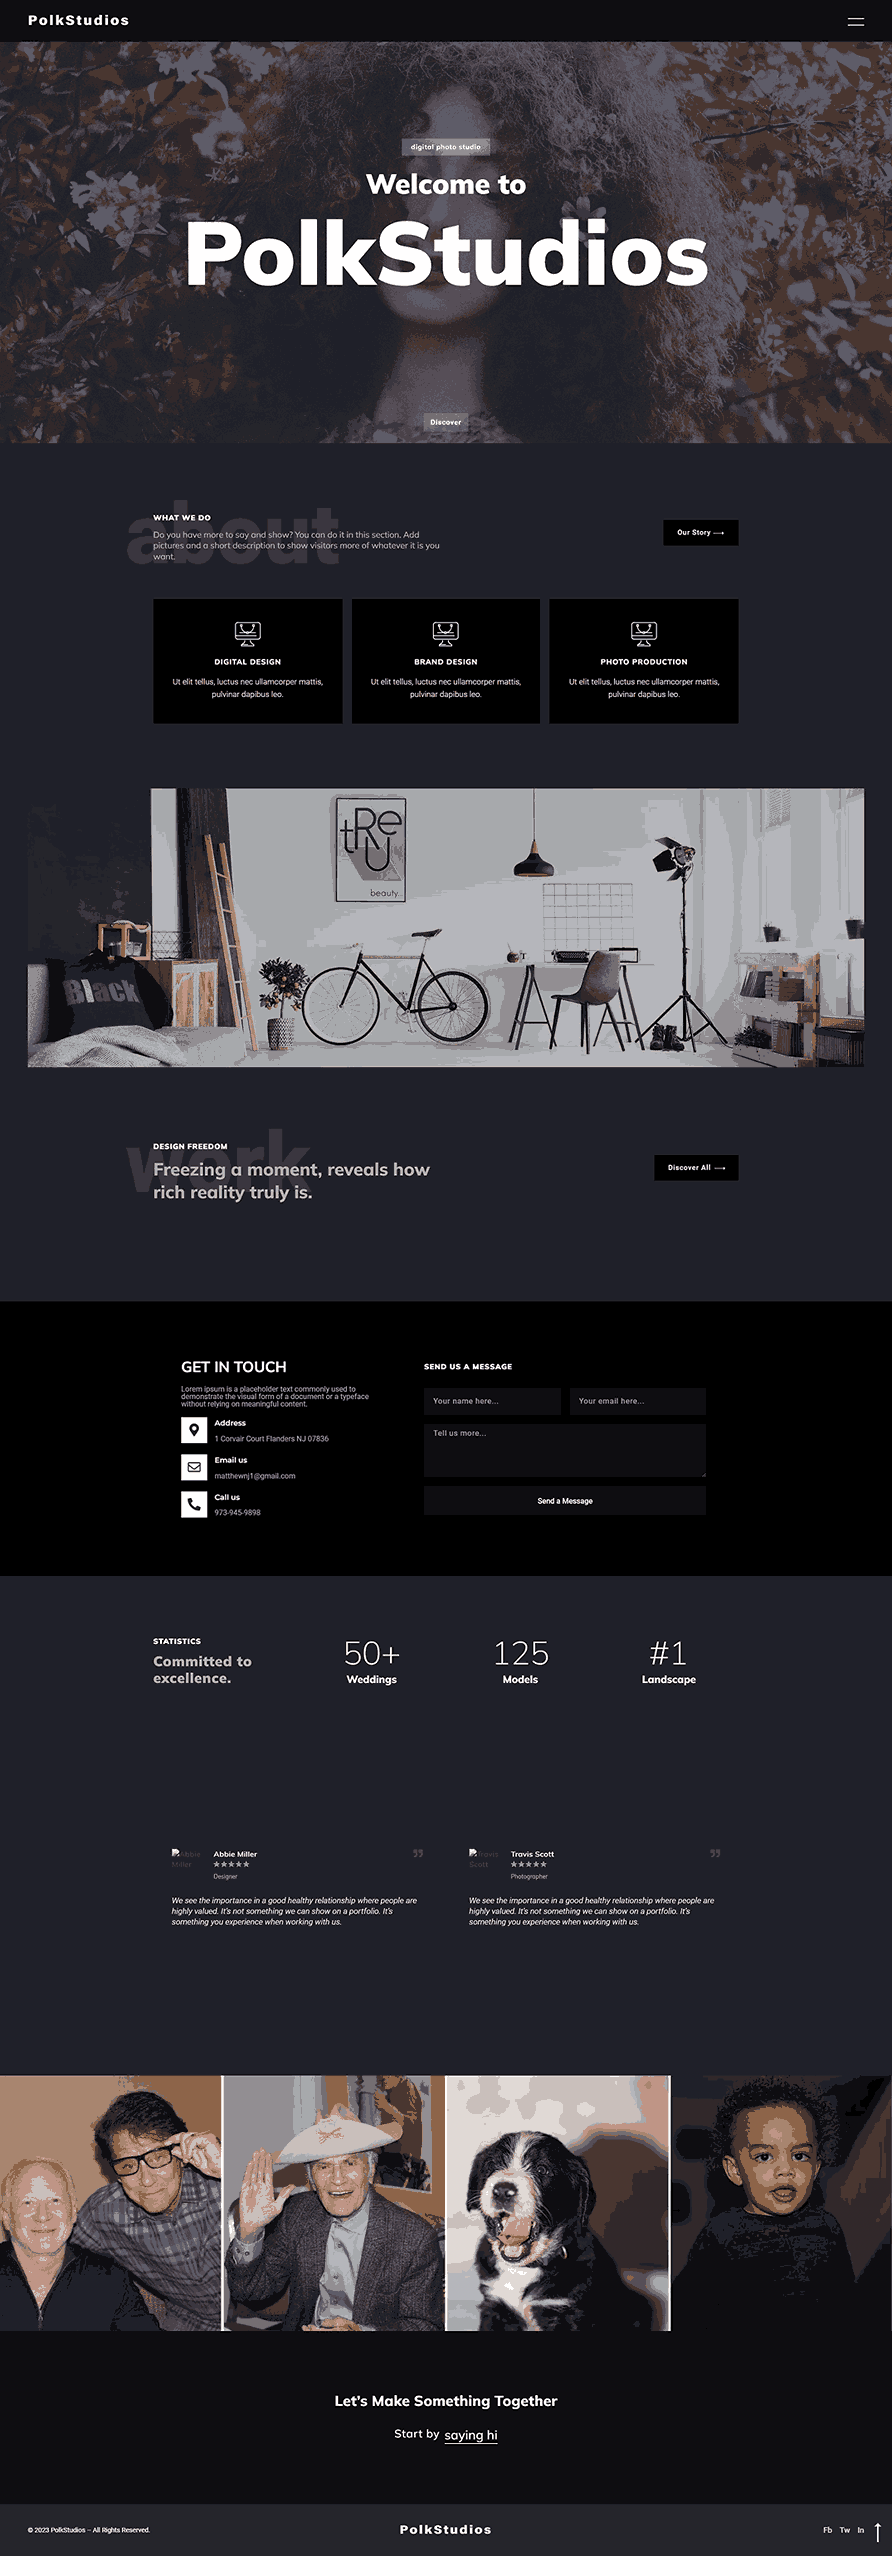 PolkStudios
digital photo studio
Welcome to
PolkStudios
Discover
about
WHAT WE DO
Do you have more to say and show? You can do it in this section. Add
pictures and a short description to show visitors more of whatever it is you
want.
Our Story ⟶
DIGITAL DESIGN
Ut elit tellus, luctus nec ullamcorper mattis,
pulvinar dapibus leo.
BRAND DESIGN
Ut elit tellus, luctus nec ullamcorper mattis,
pulvinar dapibus leo.
PHOTO PRODUCTION
Ut elit tellus, luctus nec ullamcorper mattis,
pulvinar dapibus leo.
tReU
beauty..
Black
work
DESIGN FREEDOM
Freezing a moment, reveals how
rich reality truly is.
Discover All ⟶
GET IN TOUCH
Lorem ipsum is a placeholder text commonly used to
demonstrate the visual form of a document or a typeface
without relying on meaningful content.
Address
1 Corvair Court Flanders NJ 07836
Email us
matthewnj1@gmail.com
Call us
973-945-9898
SEND US A MESSAGE
Your name here...
Your email here...
Tell us more...
Send a Message
STATISTICS
Committed to
excellence.
50+
Weddings
125
Models
#1
Landscape
Abbie
Miller
Abbie Miller
★★★★★
Designer
We see the importance in a good healthy relationship where people are
highly valued. It's not something we can show on a portfolio. It's
something you experience when working with us.
Travis
Scott
Travis Scott
★★★★★
Photographer
We see the importance in a good healthy relationship where people are
highly valued. It's not something we can show on a portfolio. It's
something you experience when working with us.
Let's Make Something Together
Start by saying hi
© 2023 PolkStudios – All Rights Reserved.
PolkStudios
Fb Tw In